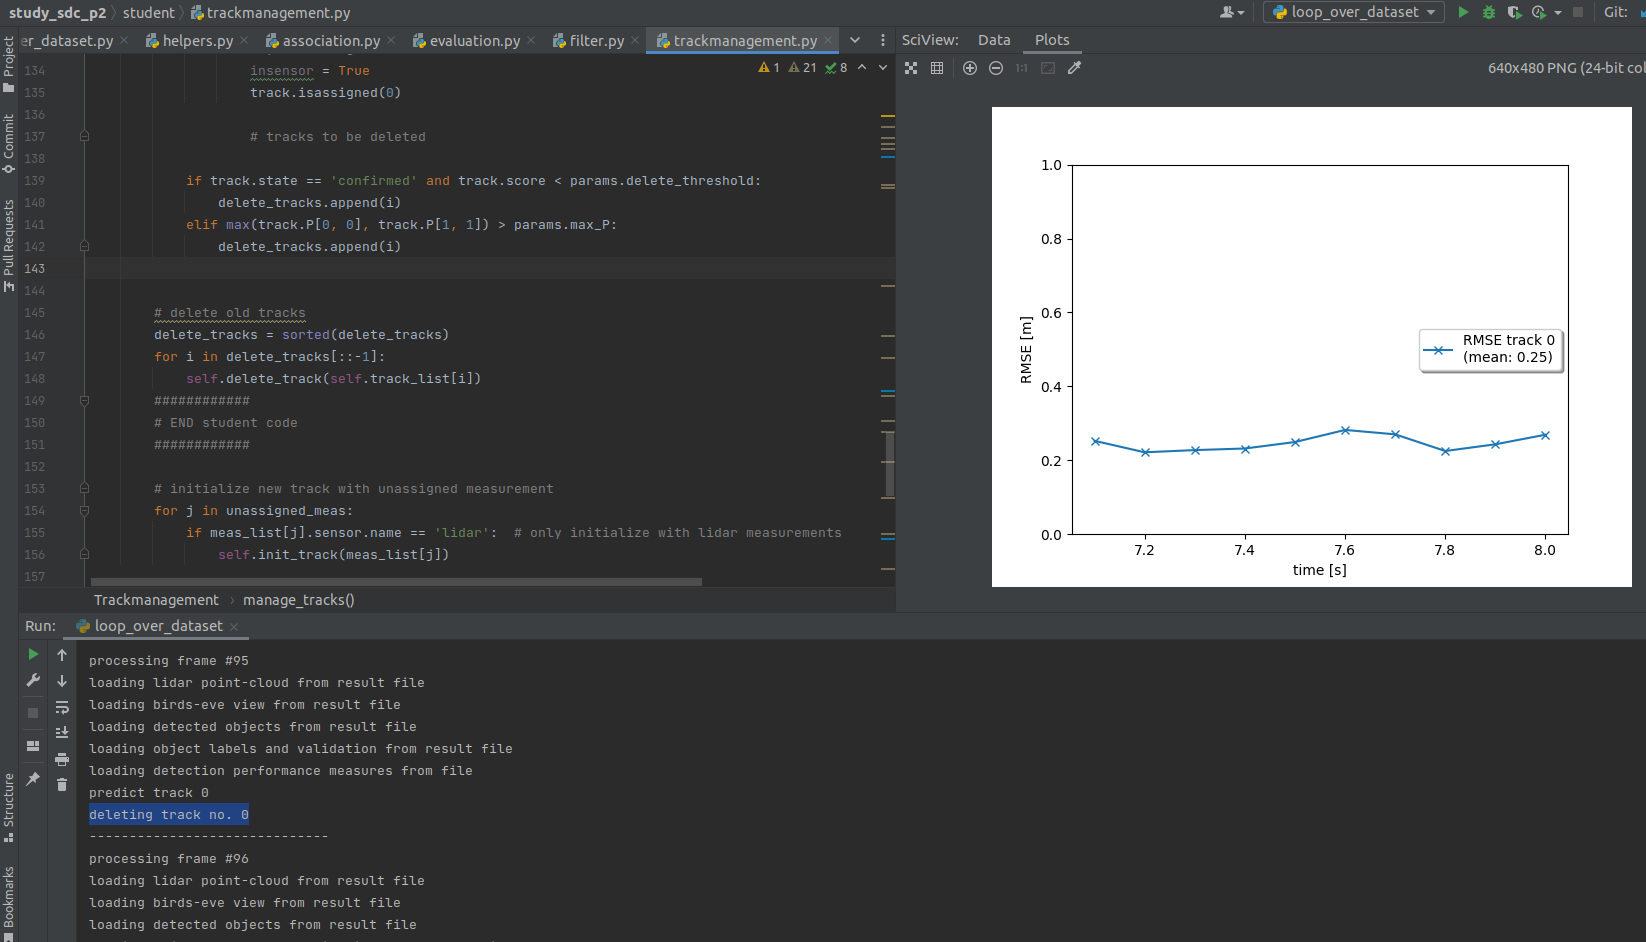 study_sdc_p2 student trackmanagement.py
loop_over_dataset
Git:
er_dataset.py
helpers.py
association.py
evaluation.py
filter.py
trackmanagement.py
SciView: Data Plots
Project
Commit
Pull Requests
Structure
Bookmarks
1 21 8
1:1
640x480 PNG (24-bit col
134 insensor = True
135 track.isassigned(0)
136
137 # tracks to be deleted
138
139 if track.state == 'confirmed' and track.score < params.delete_threshold:
140 delete_tracks.append(i)
141 elif max(track.P[0, 0], track.P[1, 1]) > params.max_P:
142 delete_tracks.append(i)
143
144
145 # delete old tracks
146 delete_tracks = sorted(delete_tracks)
147 for i in delete_tracks[::-1]:
148 self.delete_track(self.track_list[i])
149 ############
150 # END student code
151 ############
152
153 # initialize new track with unassigned measurement
154 for j in unassigned_meas:
155 if meas_list[j].sensor.name == 'lidar':  # only initialize with lidar measurements
156 self.init_track(meas_list[j])
157
Trackmanagement manage_tracks()
1.0
0.8
0.6
0.4
0.2
0.0
RMSE [m]
RMSE track 0
(mean: 0.25)
7.2 7.4 7.6 7.8 8.0
time [s]
Run: loop_over_dataset
processing frame #95
loading lidar point-cloud from result file
loading birds-eve view from result file
loading detected objects from result file
loading object labels and validation from result file
loading detection performance measures from file
predict track 0
deleting track no. 0
------------------------------
processing frame #96
loading lidar point-cloud from result file
loading birds-eve view from result file
loading detected objects from result file